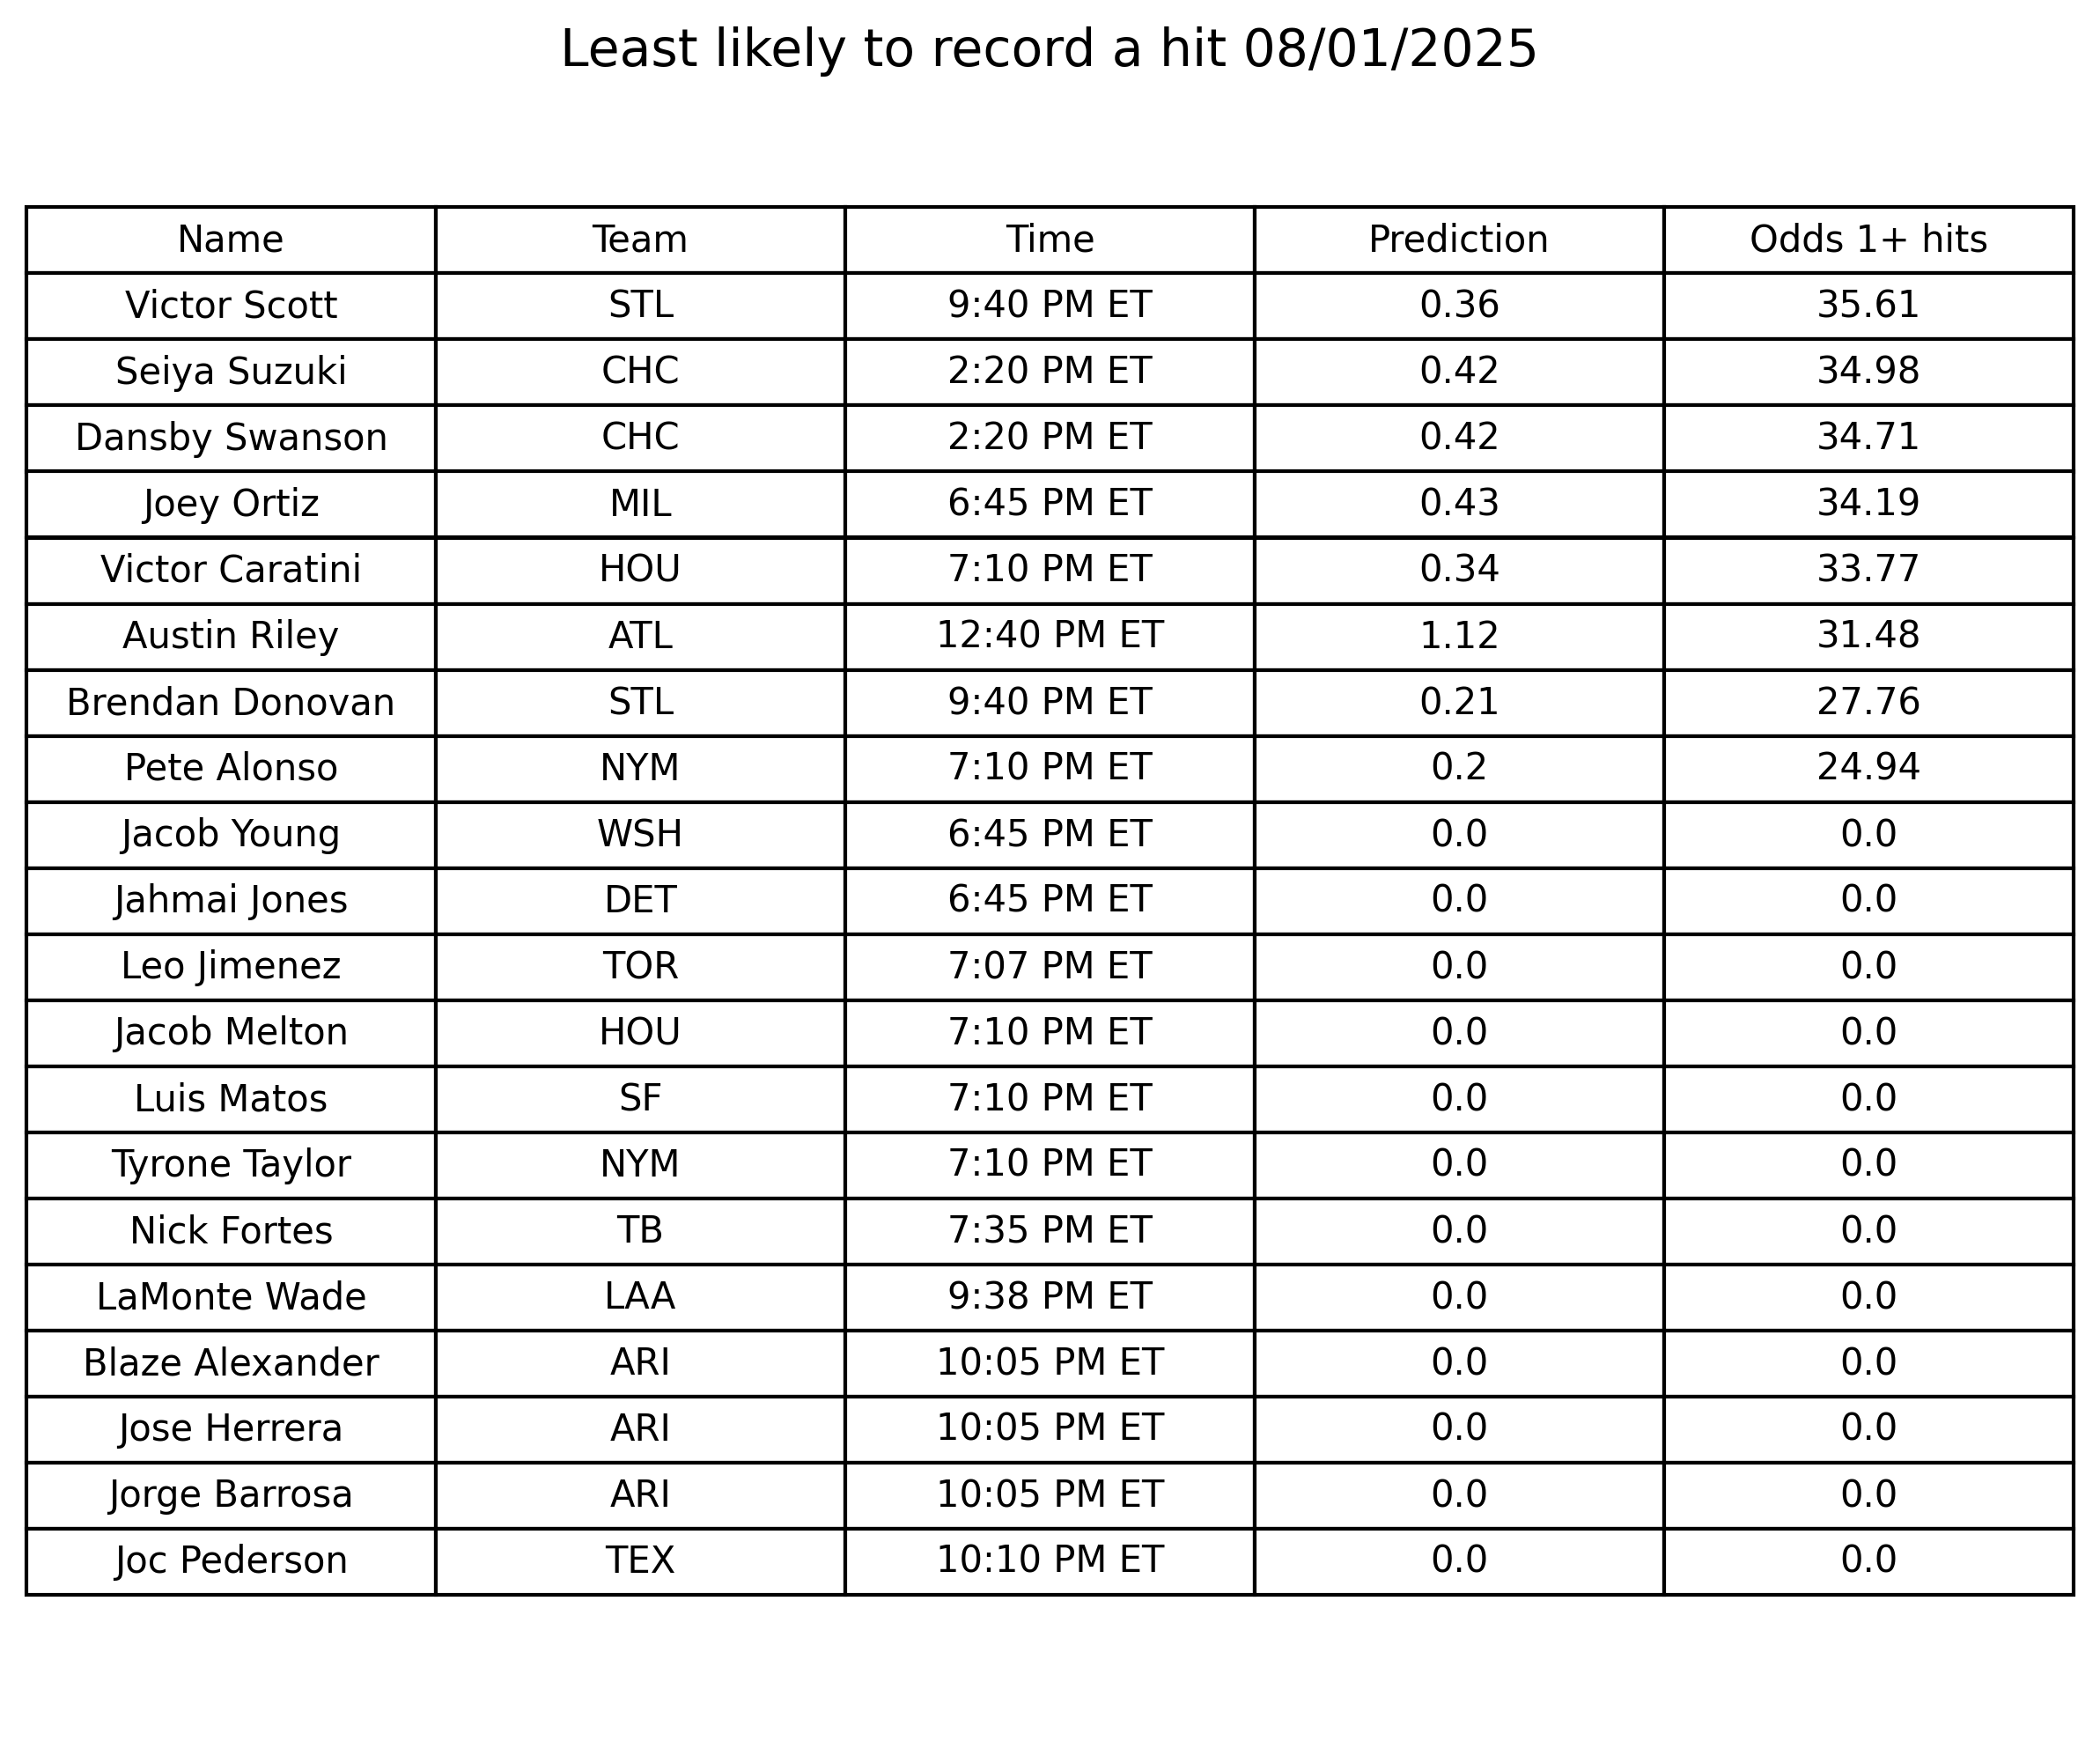 Least likely to record a hit 08/01/2025
Name Team Time Prediction Odds 1+ hits
Victor Scott STL 9:40 PM ET 0.36 35.61
Seiya Suzuki CHC 2:20 PM ET 0.42 34.98
Dansby Swanson CHC 2:20 PM ET 0.42 34.71
Joey Ortiz MIL 6:45 PM ET 0.43 34.19
Victor Caratini HOU 7:10 PM ET 0.34 33.77
Austin Riley ATL 12:40 PM ET 1.12 31.48
Brendan Donovan STL 9:40 PM ET 0.21 27.76
Pete Alonso NYM 7:10 PM ET 0.2 24.94
Jacob Young WSH 6:45 PM ET 0.0 0.0
Jahmai Jones DET 6:45 PM ET 0.0 0.0
Leo Jimenez TOR 7:07 PM ET 0.0 0.0
Jacob Melton HOU 7:10 PM ET 0.0 0.0
Luis Matos SF 7:10 PM ET 0.0 0.0
Tyrone Taylor NYM 7:10 PM ET 0.0 0.0
Nick Fortes TB 7:35 PM ET 0.0 0.0
LaMonte Wade LAA 9:38 PM ET 0.0 0.0
Blaze Alexander ARI 10:05 PM ET 0.0 0.0
Jose Herrera ARI 10:05 PM ET 0.0 0.0
Jorge Barrosa ARI 10:05 PM ET 0.0 0.0
Joc Pederson TEX 10:10 PM ET 0.0 0.0